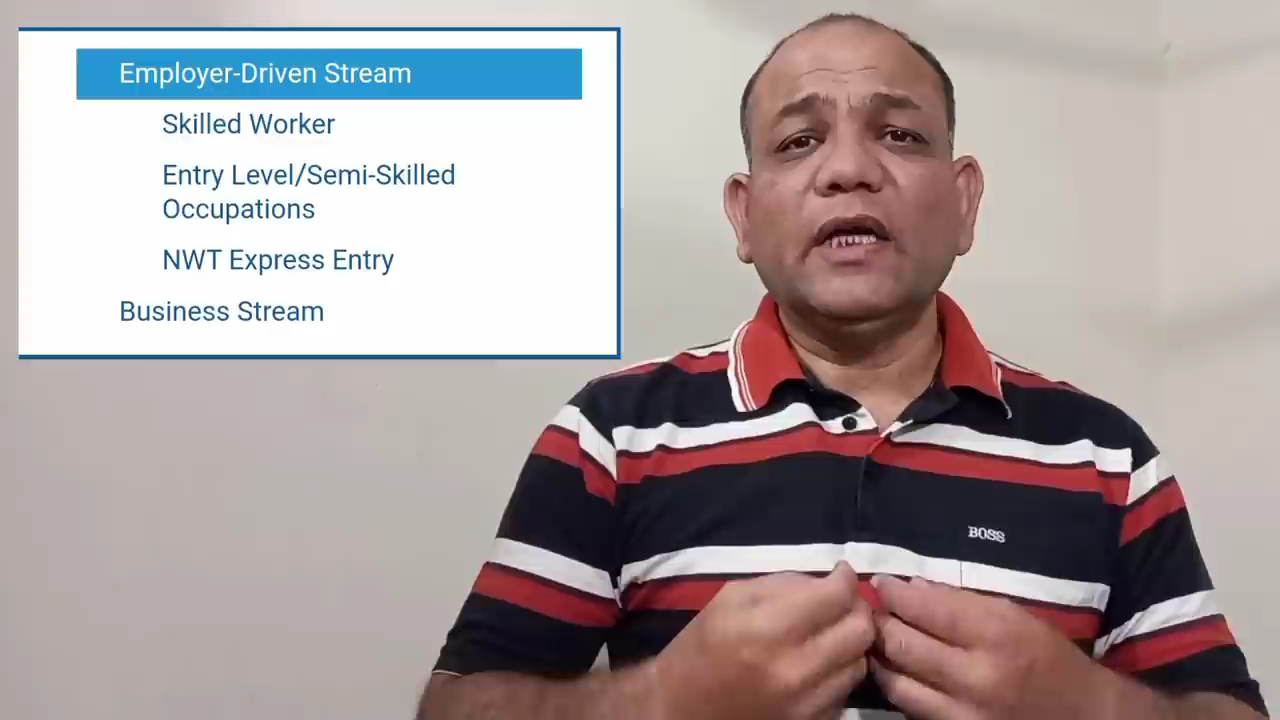 Employer-Driven Stream
Skilled Worker
Entry Level/Semi-Skilled
Occupations
NWT Express Entry
Business Stream
BOSS